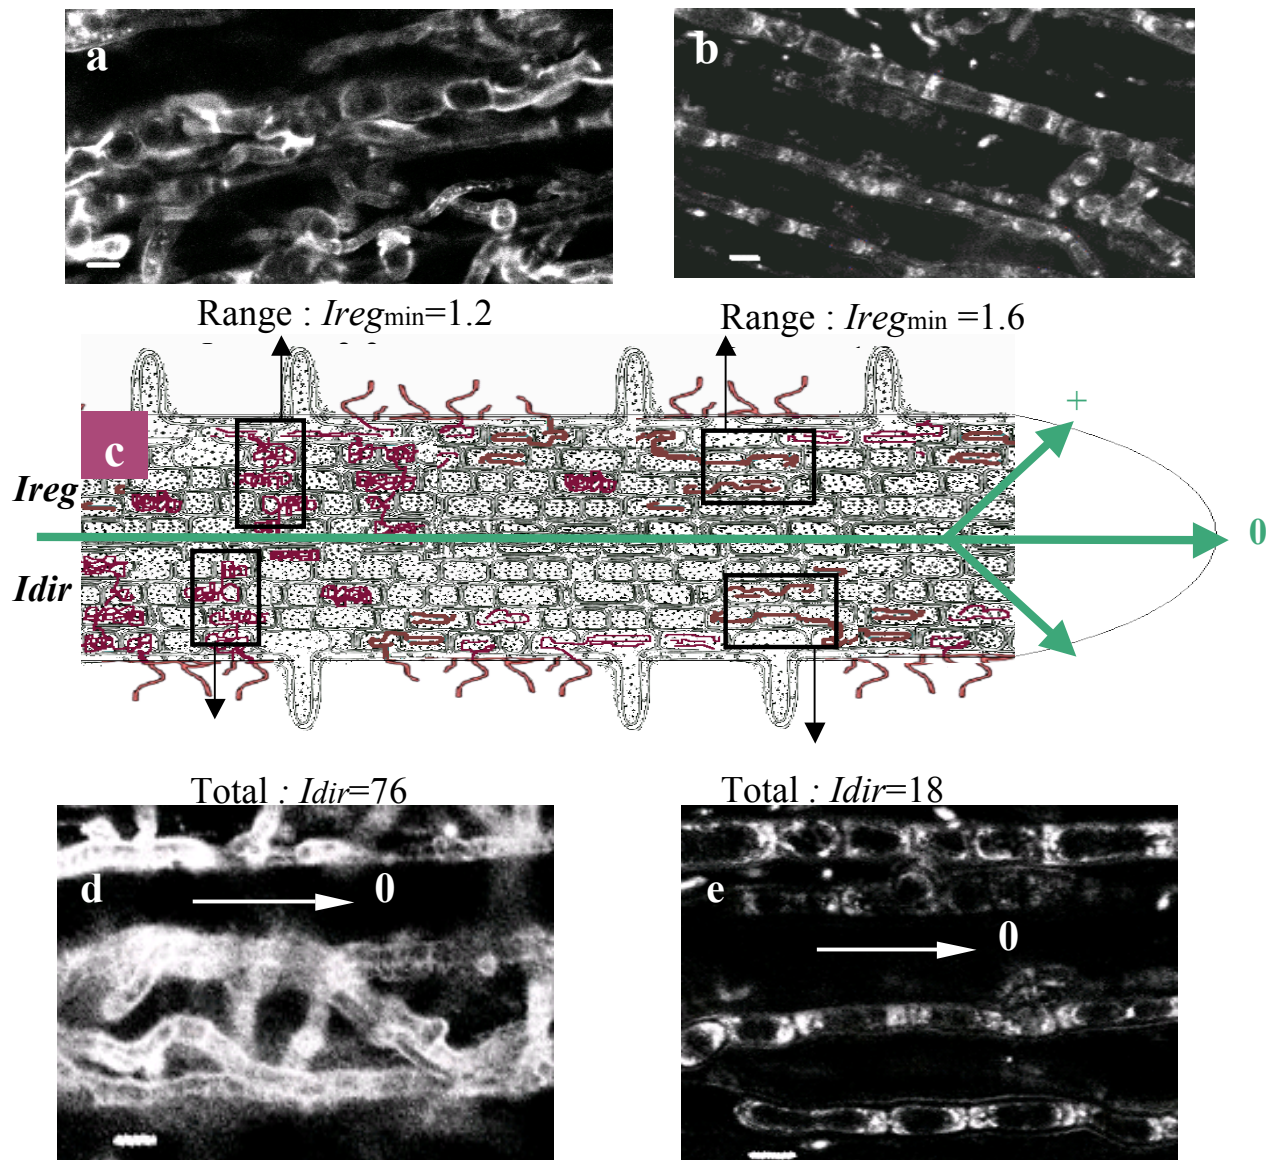 a
b
Range : Iregmin=1.2
Range : Iregmin =1.6
+
c
Ireg
0
Idir
Total : Idir=76
Total : Idir=18
d
0
e
0